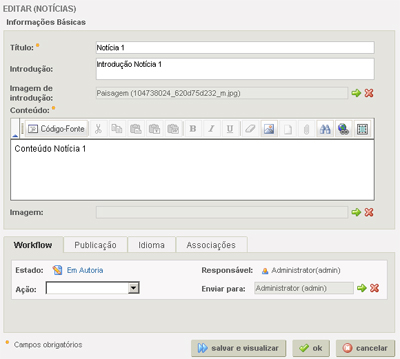 EDITAR (NOTÍCIAS)
Informações Básicas
Título: * Notícia 1
Introdução: Introdução Notícia 1
Imagem de introdução: Paisagem (104738024_620d75d232_m.jpg)
Conteúdo: *
Código-Fonte B I U
Conteúdo Notícia 1
Imagem:
Workflow Publicação Idioma Associações
Estado: Em Autoria Responsável: Administrator(admin)
Ação: Enviar para: Administrator (admin)
* Campos obrigatórios salvar e visualizar ok cancelar